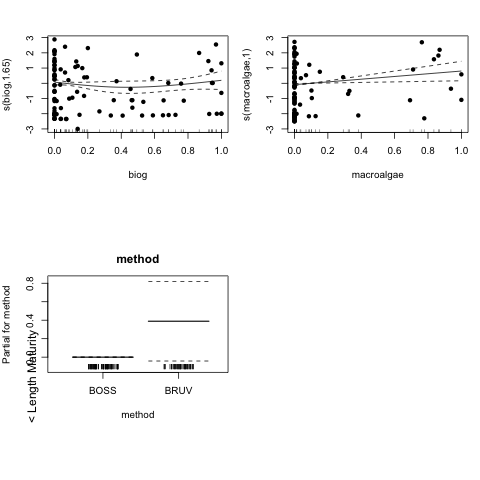 s(biog,1.65)
3
2
1
-1
-3
0.0 0.2 0.4 0.6 0.8 1.0
biog
s(macroalgae,1)
3
2
1
-1
-3
0.0 0.2 0.4 0.6 0.8 1.0
macroalgae
method
Partial for method
< Length Maturity
0.8
0.4
0.0
BOSS BRUV
method